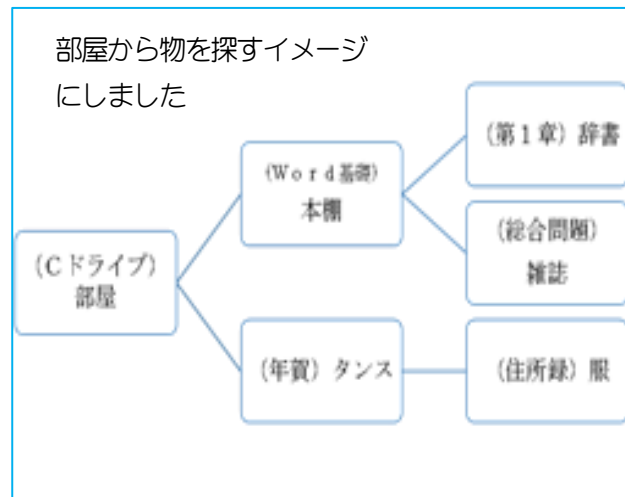 部屋から物を探すイメージ
にしました
(Cドライブ)
部屋
(Word基礎)
本棚
(第1章)辞書
(総合問題)
雑誌
(年賀)タンス
(住所録)服